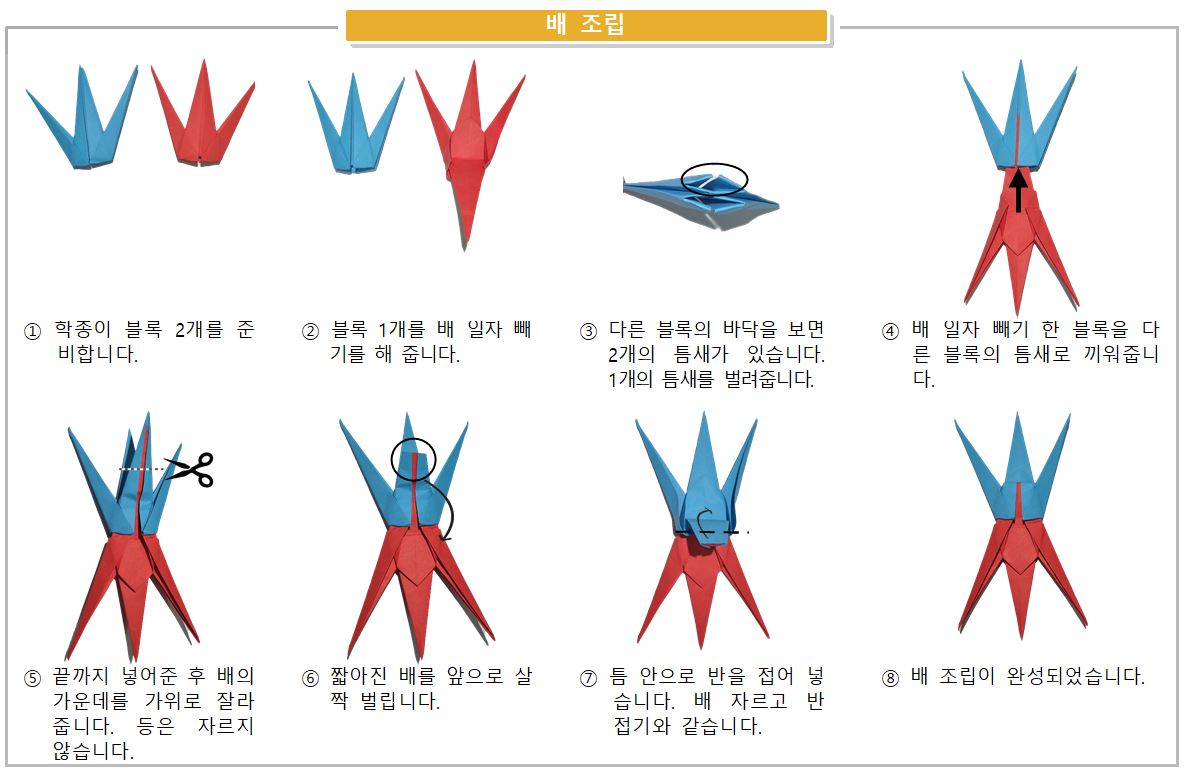 배 조립
① 학종이 블록 2개를 준
비합니다.
② 블록 1개를 배 일자 빼
기를 해 줍니다.
③ 다른 블록의 바닥을 보면
2개의 틈새가 있습니다.
1개의 틈새를 벌려줍니다.
④ 배 일자 빼기 한 블록을 다
른 블록의 틈새로 끼워줍니
다.
⑤ 끝까지 넣어준 후 배의
가운데를 가위로 잘라
줍니다. 등은 자르지
않습니다.
⑥ 짧아진 배를 앞으로 살
짝 벌립니다.
⑦ 틈 안으로 반을 접어 넣
습니다. 배 자르고 반
접기와 같습니다.
⑧ 배 조립이 완성되었습니다.